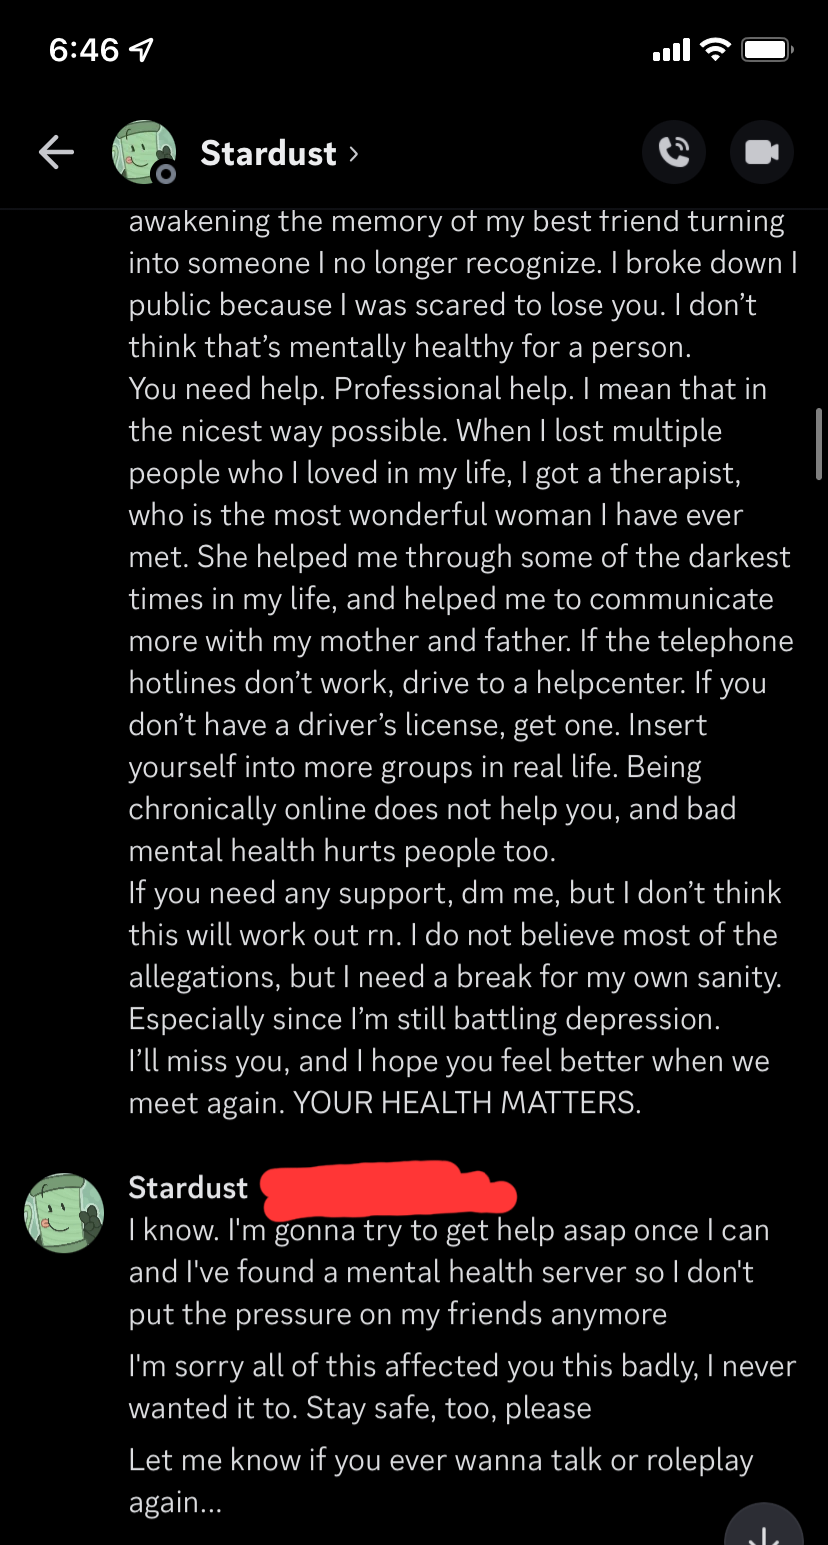 6:46
Stardust
awakening the memory of my best friend turning
into someone I no longer recognize. I broke down I
public because I was scared to lose you. I don’t
think that’s mentally healthy for a person.
You need help. Professional help. I mean that in
the nicest way possible. When I lost multiple
people who I loved in my life, I got a therapist,
who is the most wonderful woman I have ever
met. She helped me through some of the darkest
times in my life, and helped me to communicate
more with my mother and father. If the telephone
hotlines don’t work, drive to a helpcenter. If you
don’t have a driver’s license, get one. Insert
yourself into more groups in real life. Being
chronically online does not help you, and bad
mental health hurts people too.
If you need any support, dm me, but I don’t think
this will work out rn. I do not believe most of the
allegations, but I need a break for my own sanity.
Especially since I’m still battling depression.
I’ll miss you, and I hope you feel better when we
meet again. YOUR HEALTH MATTERS.
Stardust
I know. I'm gonna try to get help asap once I can
and I've found a mental health server so I don't
put the pressure on my friends anymore
I'm sorry all of this affected you this badly, I never
wanted it to. Stay safe, too, please
Let me know if you ever wanna talk or roleplay
again...